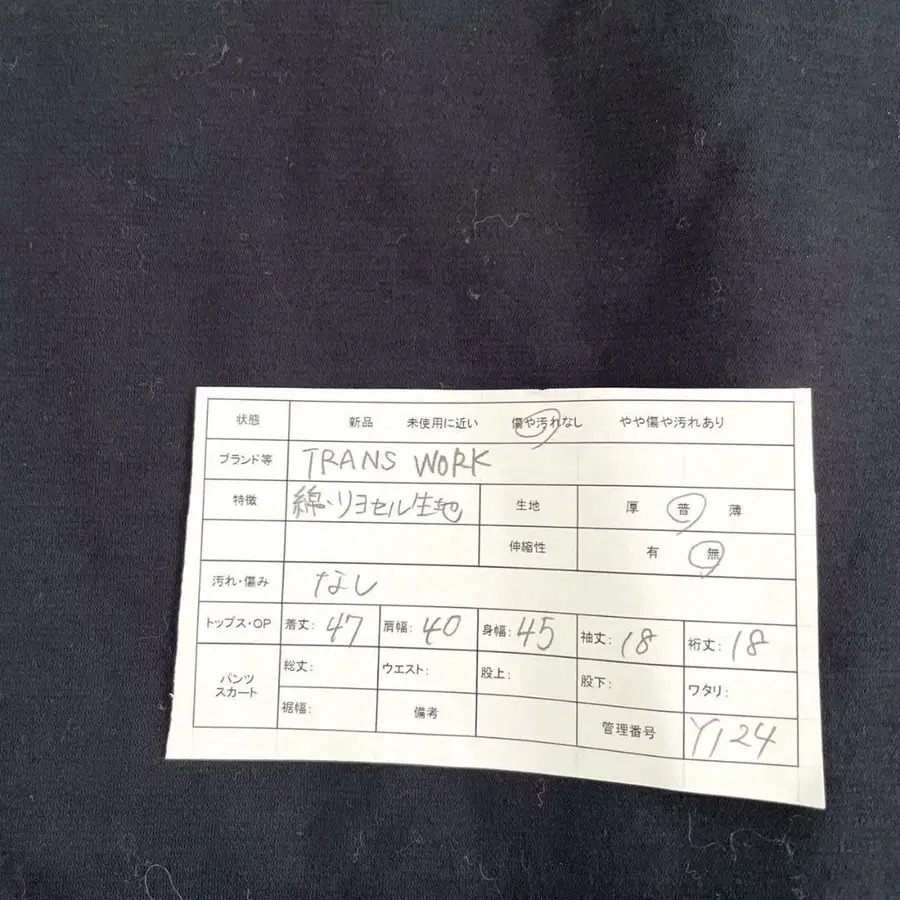 状態 新品 未使用に近い 傷や汚れなし やや傷や汚れあり
ブランド等 TRANS WORK
特徴 綿・リヨセル生地 生地 厚 普 薄
伸縮性 有 無
汚れ・傷み なし
トップス・OP 着丈: 47 肩幅: 40 身幅: 45 袖丈: 18 裄丈: 18
パンツ スカート 総丈: ウエスト: 股上: 股下: ワタリ:
裾幅: 備考 管理番号 Y124